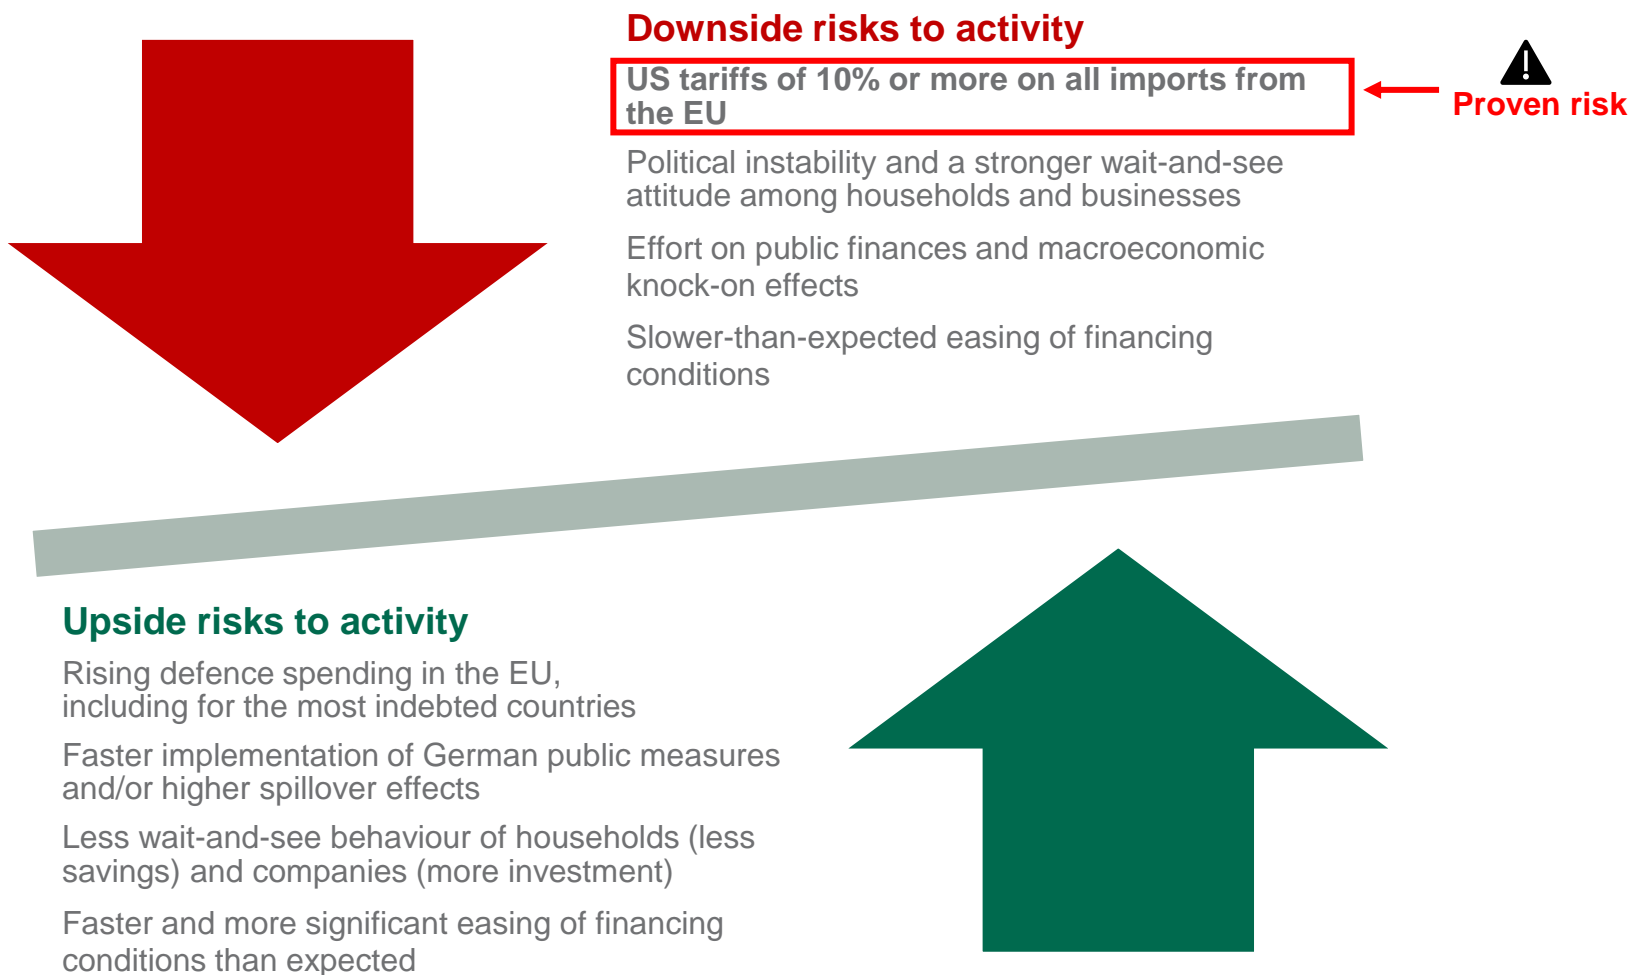 Downside risks to activity
US tariffs of 10% or more on all imports from
the EU
Proven risk
Political instability and a stronger wait-and-see
attitude among households and businesses
Effort on public finances and macroeconomic
knock-on effects
Slower-than-expected easing of financing
conditions
Upside risks to activity
Rising defence spending in the EU,
including for the most indebted countries
Faster implementation of German public measures
and/or higher spillover effects
Less wait-and-see behaviour of households (less
savings) and companies (more investment)
Faster and more significant easing of financing
conditions than expected